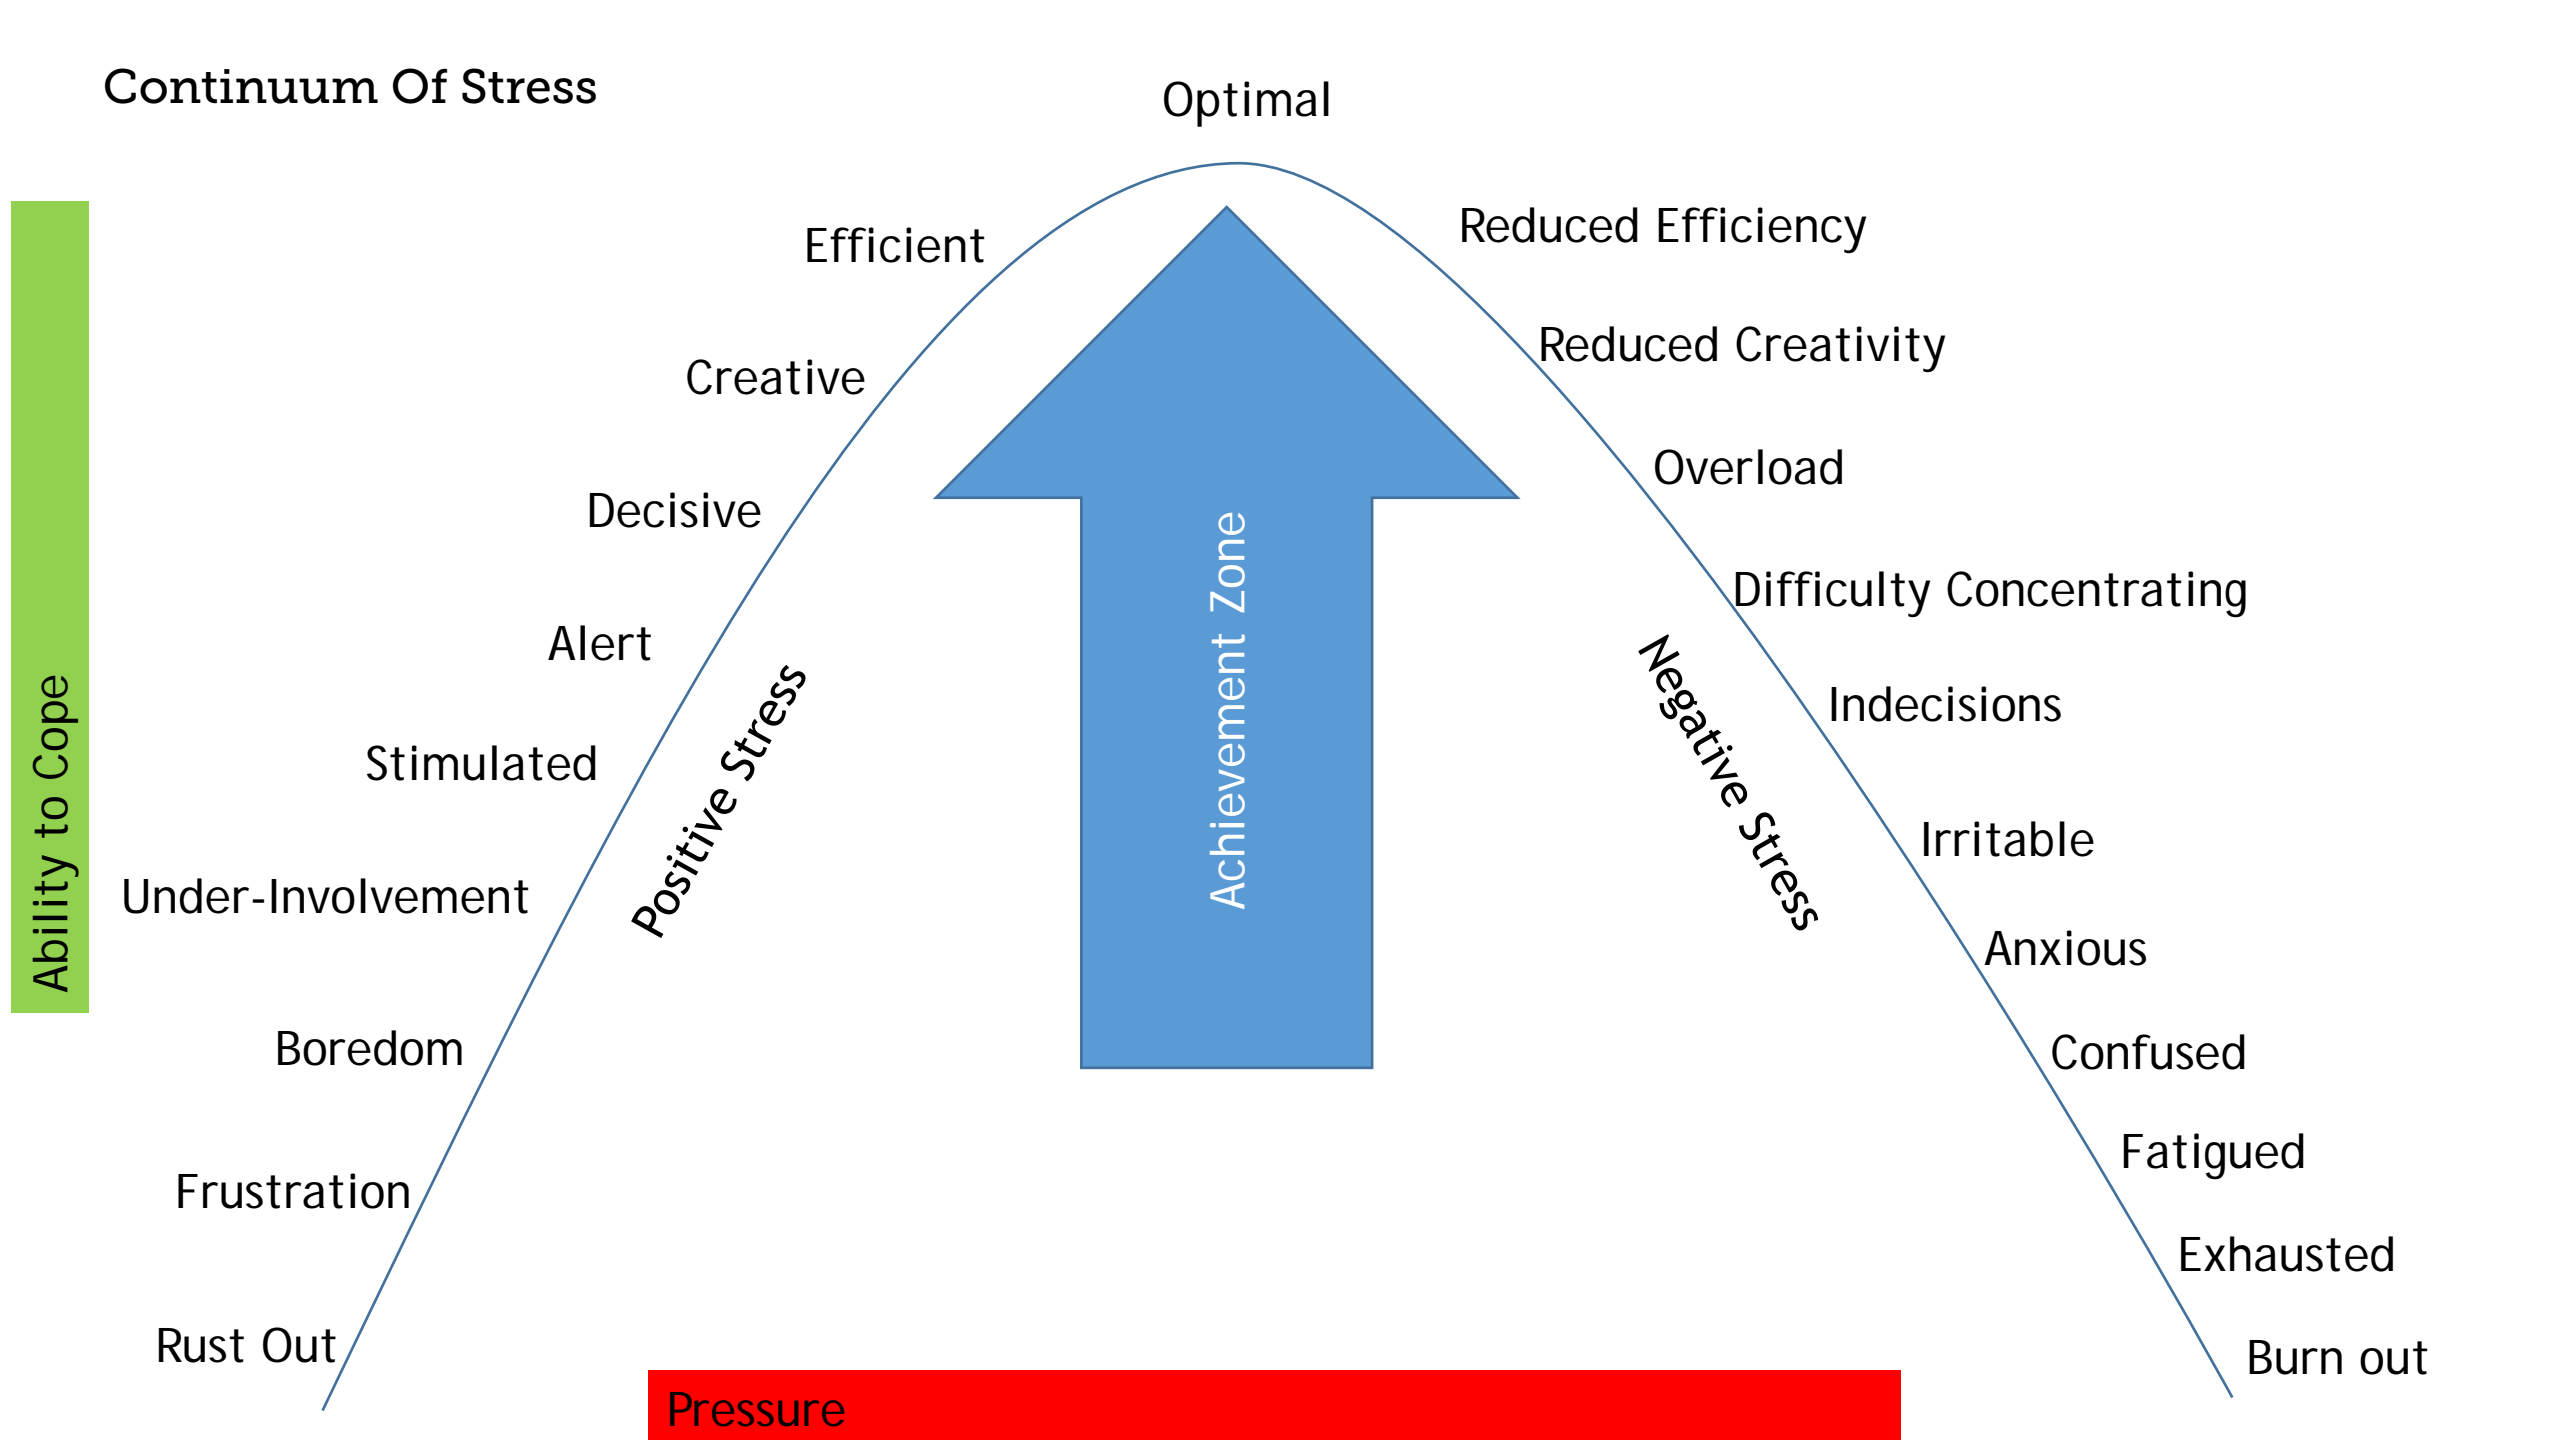 Continuum Of Stress
Optimal
Efficient
Creative
Decisive
Alert
Stimulated
Under-Involvement
Boredom
Frustration
Rust Out
Ability to Cope
Positive Stress
Achievement Zone
Negative Stress
Reduced Efficiency
Reduced Creativity
Overload
Difficulty Concentrating
Indecisions
Irritable
Anxious
Confused
Fatigued
Exhausted
Burn out
Pressure